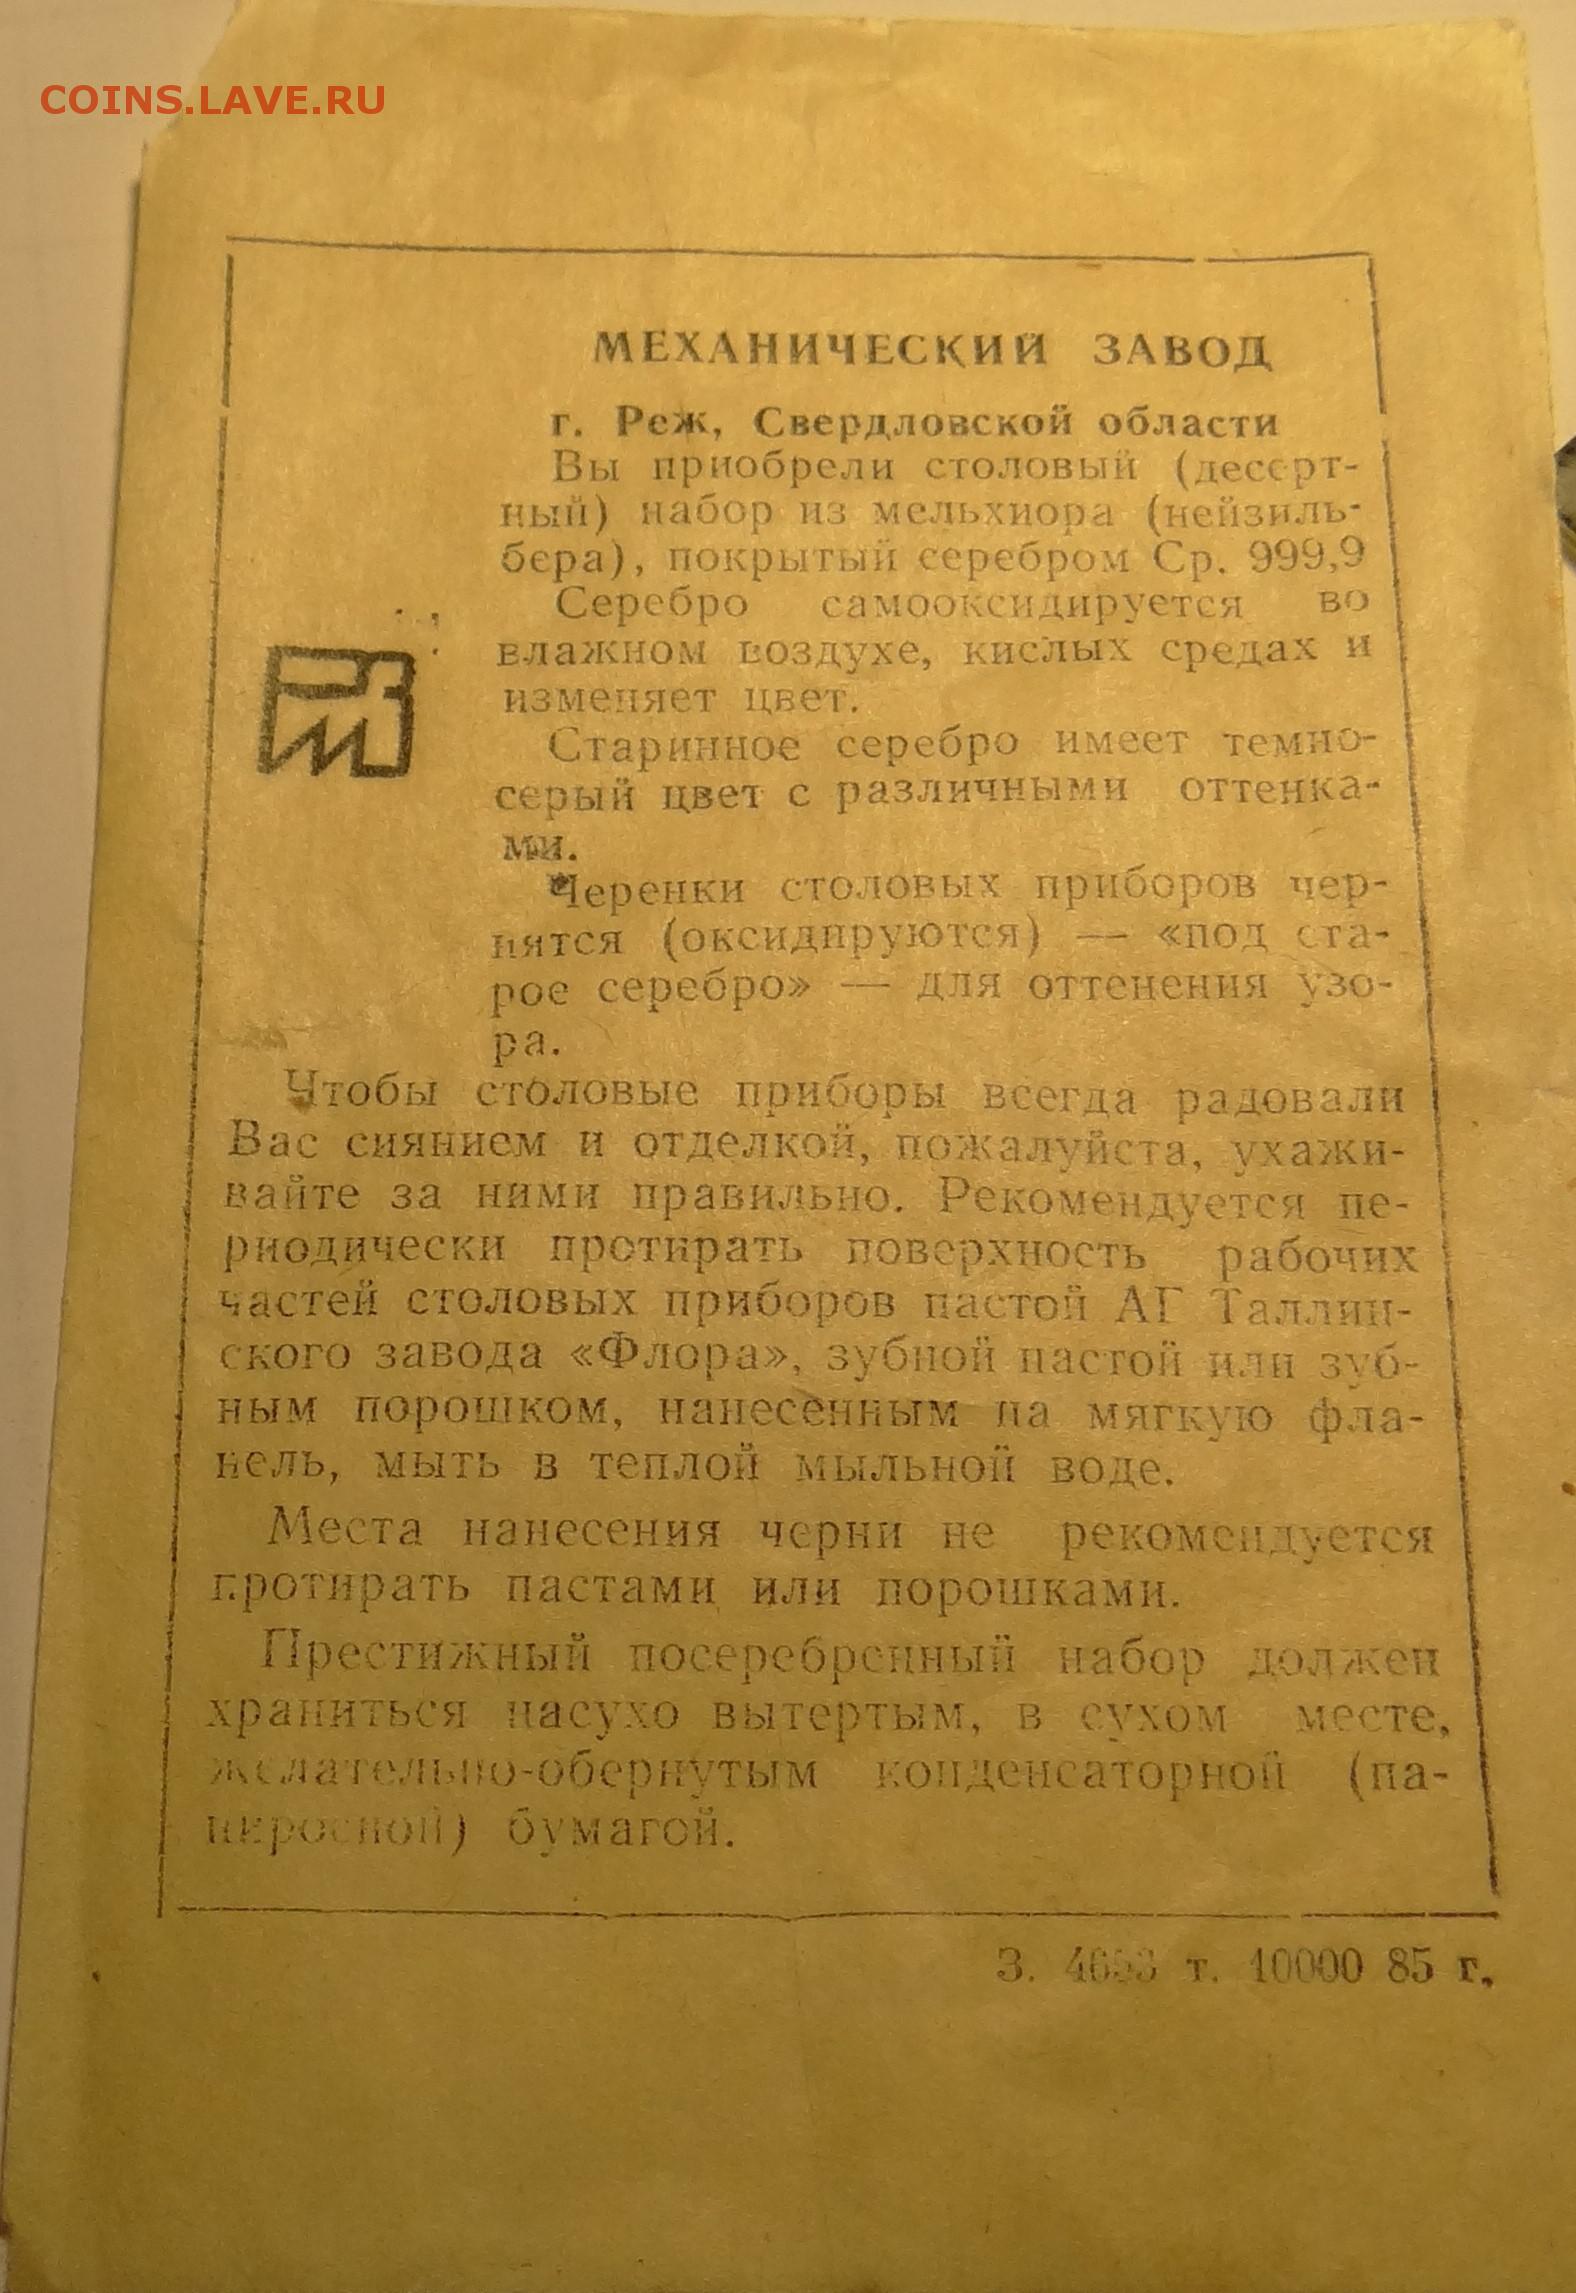 COINS.LAVE.RU
МЕХАНИЧЕСКИЙ ЗАВОД
г. Реж, Свердловской области
Вы приобрели столовый (десерт-
ный) набор из мельхиора (нейзиль-
бера), покрытый серебром Ср. 999,9
Серебро самооксидируется во
влажном воздухе, кислых средах и
изменяет цвет.
Старинное серебро имеет темно-
серый цвет с различными оттенка-
ми.
Черенки столовых приборов чер-
нятся (оксидируются) — «под ста-
рое серебро» — для оттенения узо-
ра.
Чтобы столовые приборы всегда радовали
Вас сиянием и отделкой, пожалуйста, ухажи-
вайте за ними правильно. Рекомендуется пе-
риодически протирать поверхность рабочих
частей столовых приборов пастой АГ Таллин-
ского завода «Флора», зубной пастой или зуб-
ным порошком, нанесенным на мягкую фла-
нель, мыть в теплой мыльной воде.
Места нанесения черни не рекомендуется
протирать пастами или порошками.
Престижный посеребренный набор должен
храниться насухо вытертым, в сухом месте,
желательно-обернутым конденсаторной (па-
пиросной) бумагой.
З. т. 10000 85 г.